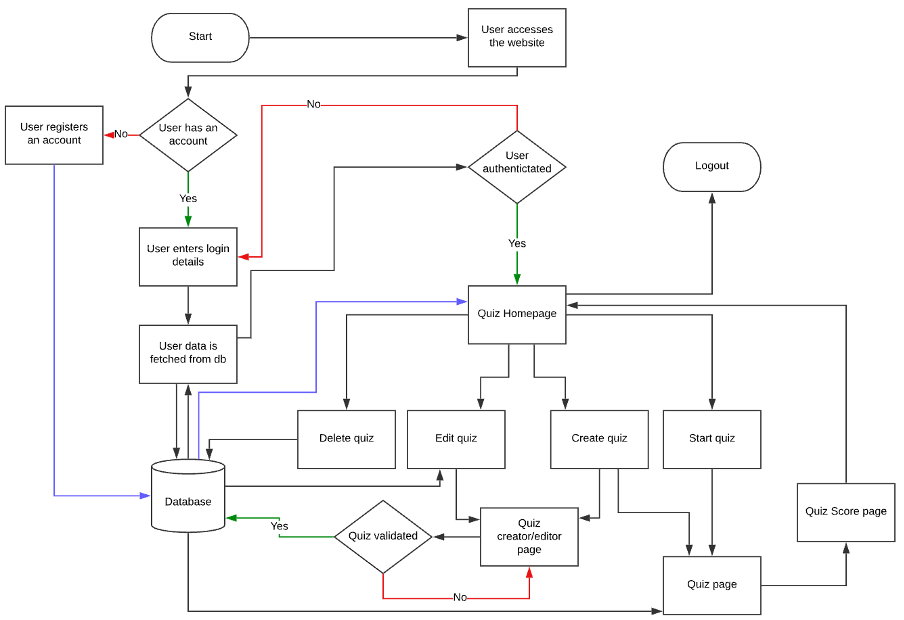 Start
User accesses
the website
No
User registers
an account
No
User has an
account
User
authentictated
Logout
Yes
User enters login
details
Yes
Quiz Homepage
User data is
fetched from db
Delete quiz
Edit quiz
Create quiz
Start quiz
Database
Quiz Score page
Yes
Quiz validated
Quiz
creator/editor
page
Quiz page
No